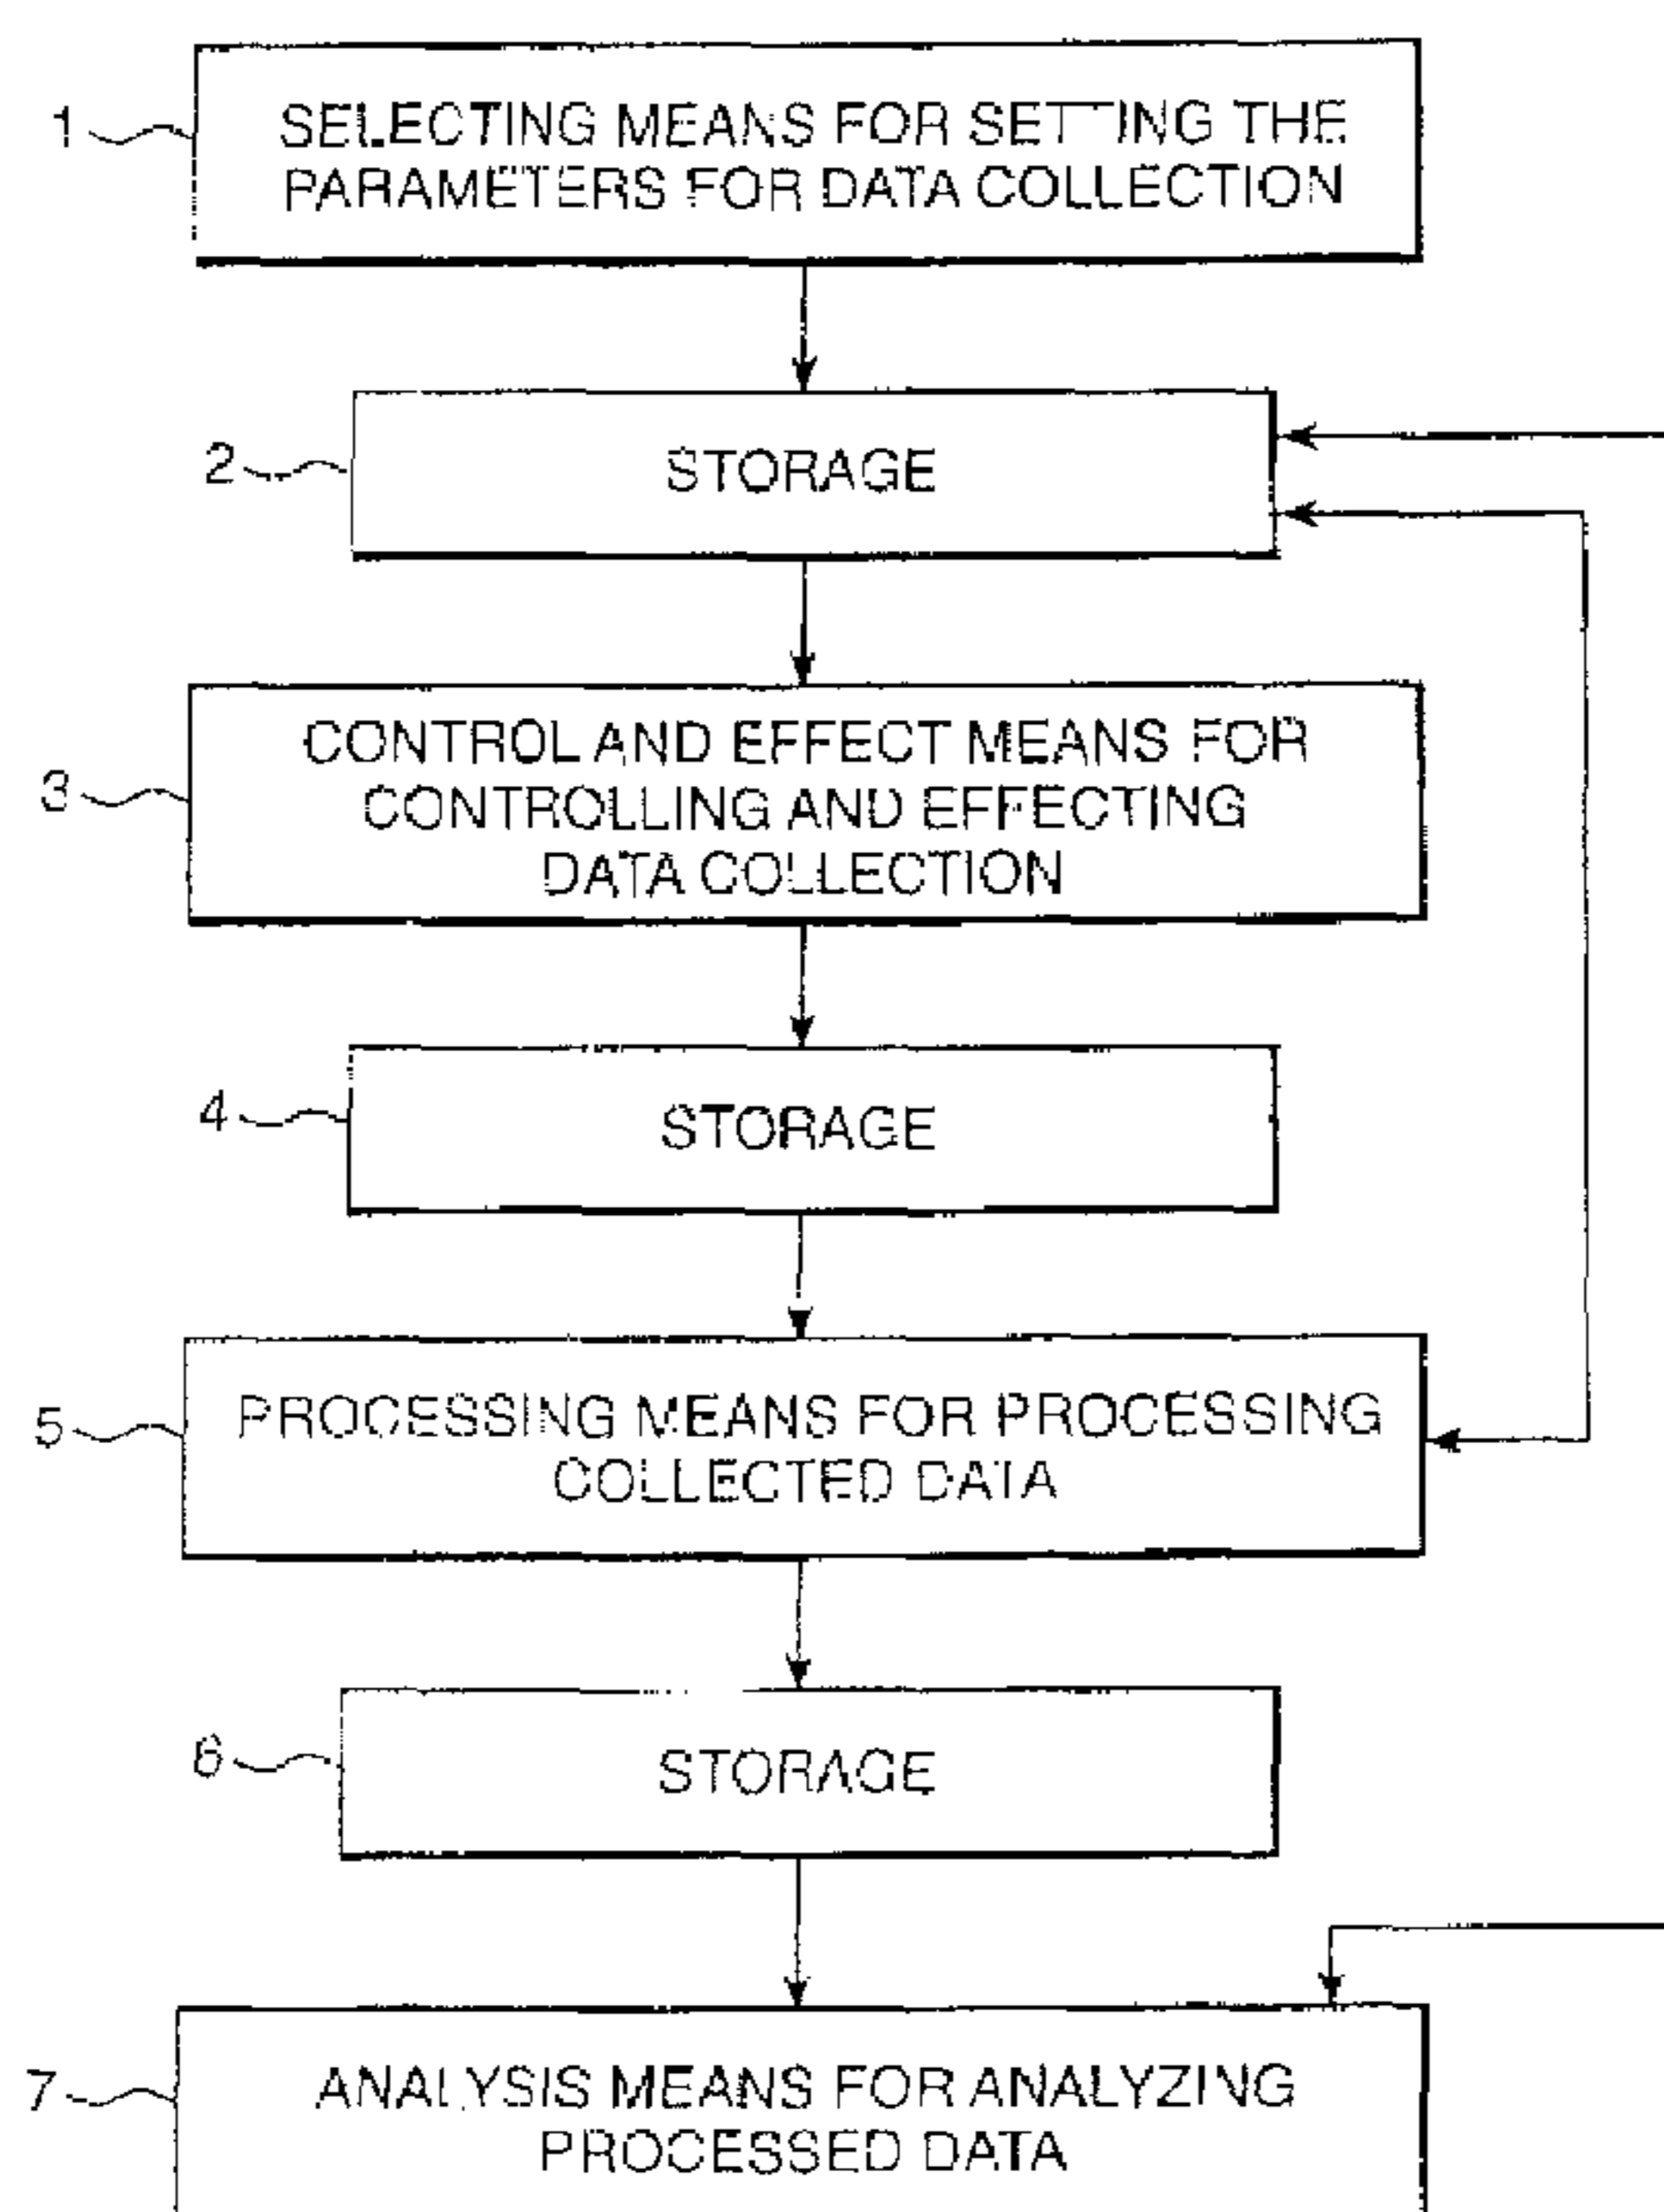 1
SELECTING MEANS FOR SETTING THE
PARAMETERS FOR DATA COLLECTION
2
STORAGE
3
CONTROL AND EFFECT MEANS FOR
CONTROLLING AND EFFECTING
DATA COLLECTION
4
STORAGE
5
PROCESSING MEANS FOR PROCESSING
COLLECTED DATA
6
STORAGE
7
ANALYSIS MEANS FOR ANALYZING
PROCESSED DATA